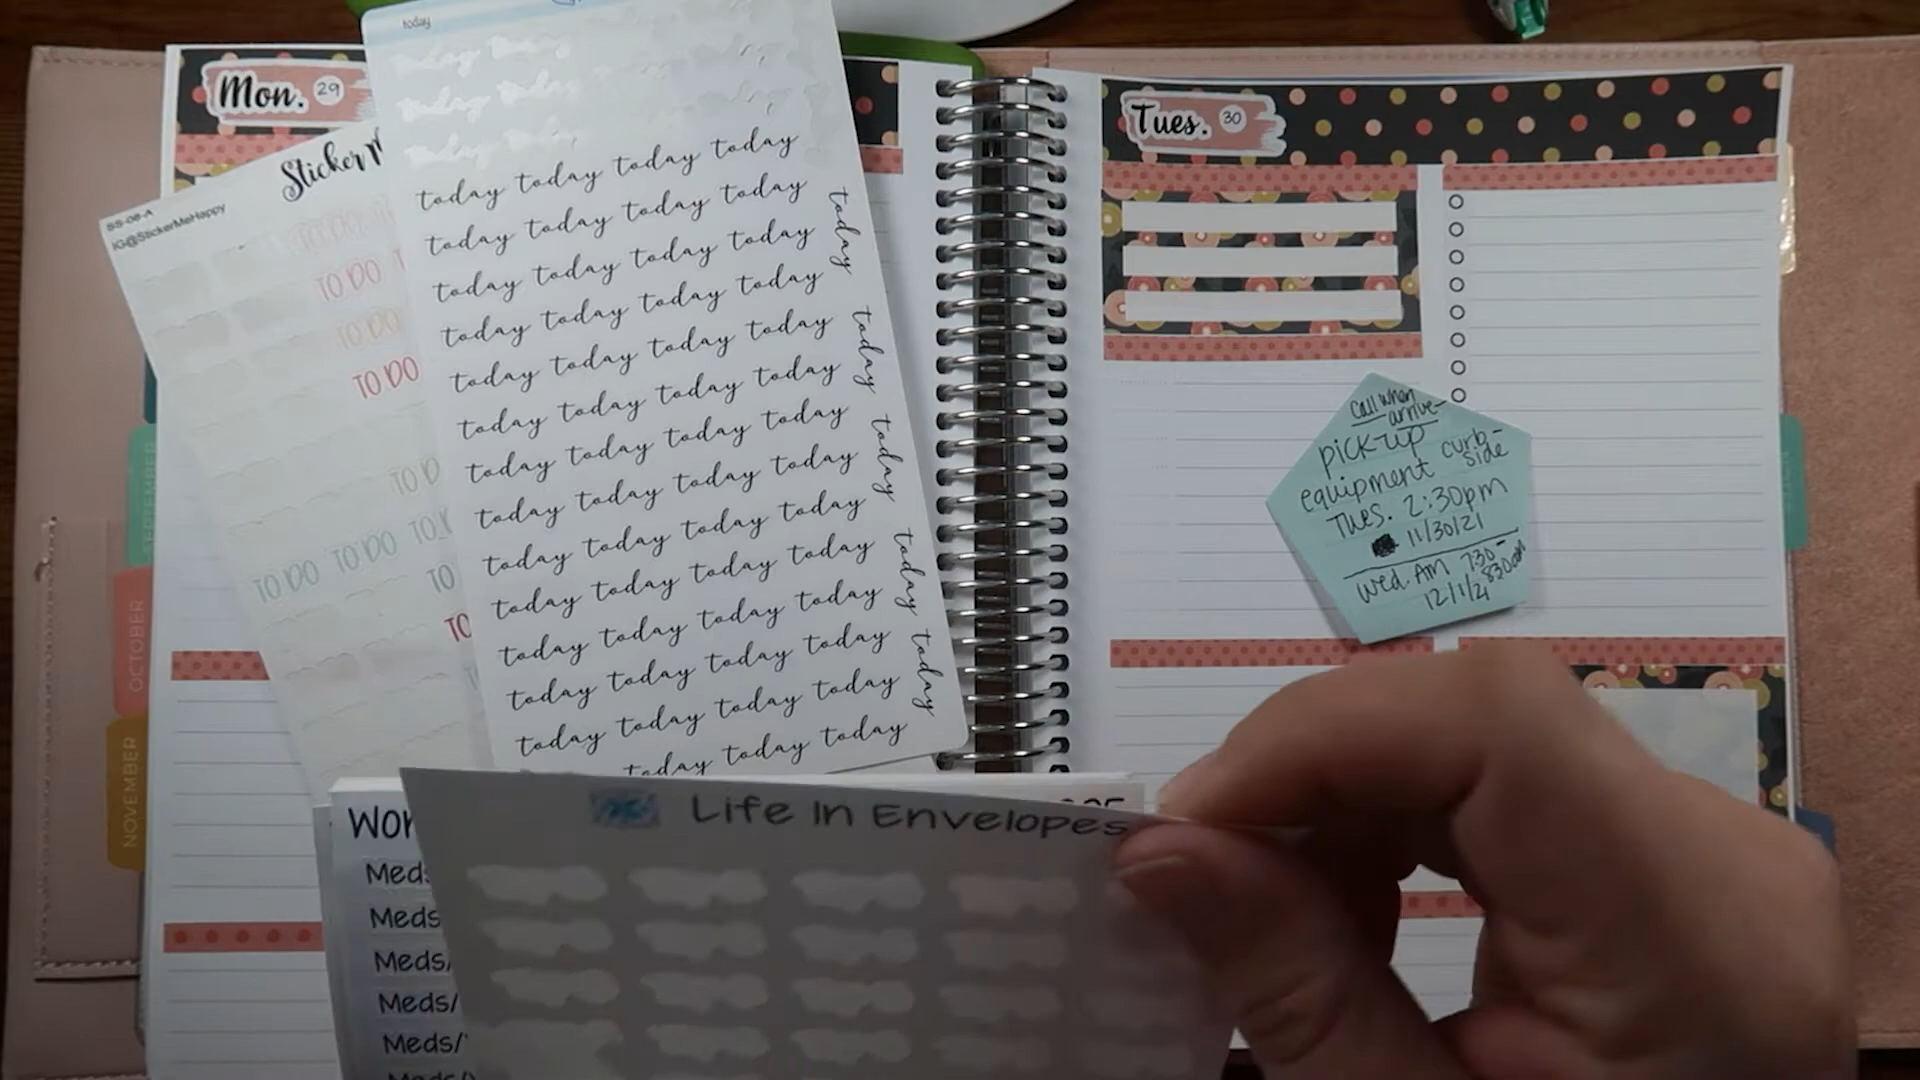 today
Mon. 29
Tues. 30
SS-08-A
IG@StickerMeHappy
Sticker M
TO DO
TO DO
TO DO
TO DO TO DO
TO
today today today today
today today today today
today today today today
today today today today
today today today today
today today today today
today today today today
today today today today
today today today today
today today today today
today today today today
today today today today
today today today today
today today today
today
today
today
today
today
call when
arrive-
pick-up curb-
equipment side
Tues. 2:30pm
11/30/21
Wed. AM 730-
12/1/21 830am
SEPTEMBER
OCTOBER
NOVEMBER
Life In Envelopes
Meds
Meds
Meds/
Meds/
Meds/